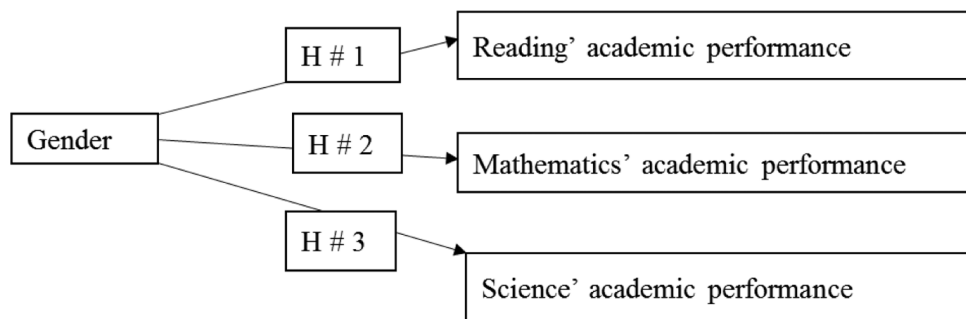 H # 1
Reading’ academic performance
Gender
H # 2
Mathematics’ academic performance
H # 3
Science’ academic performance